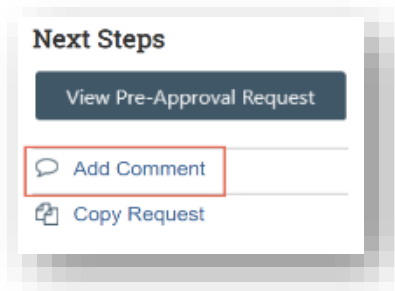 Next Steps
View Pre-Approval Request
Add Comment
Copy Request